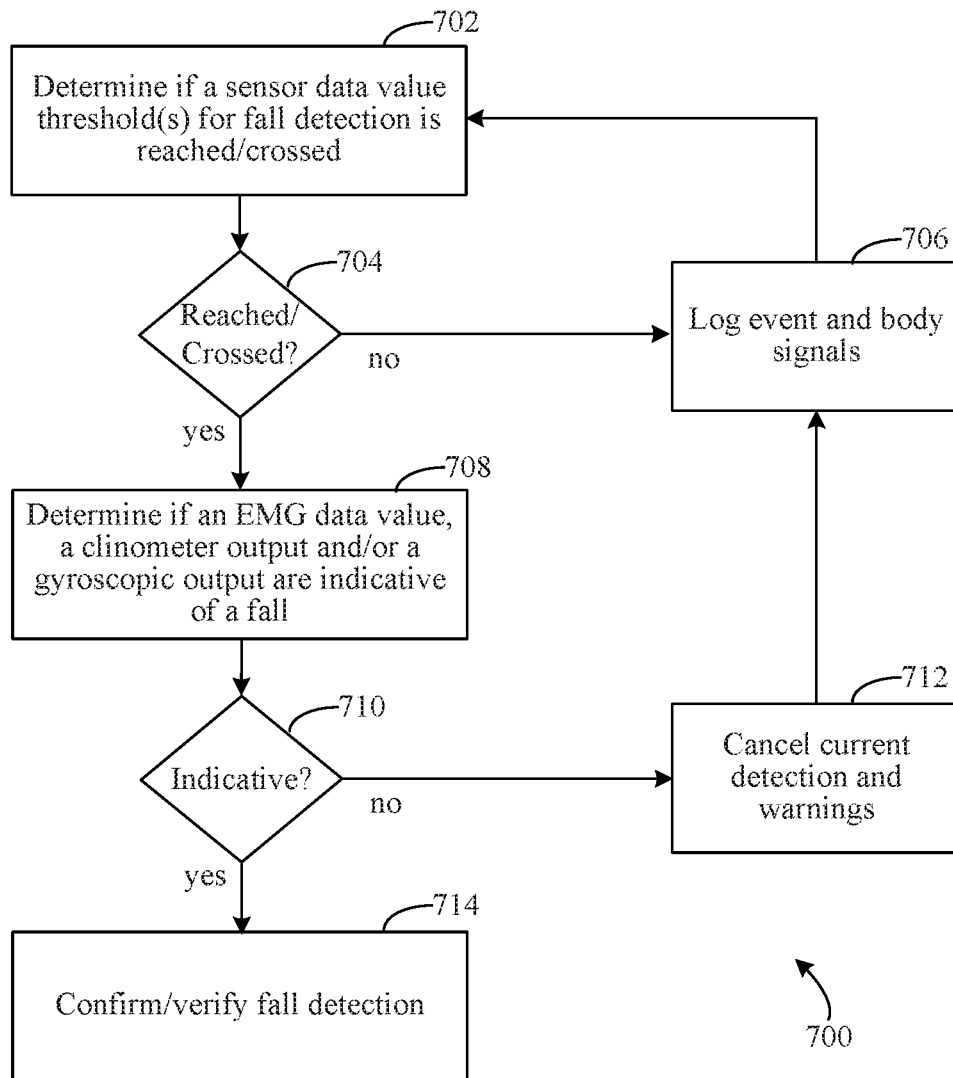 702
Determine if a sensor data value
threshold(s) for fall detection is
reached/crossed
704
Reached/
Crossed?
no
yes
706
Log event and body
signals
708
Determine if an EMG data value,
a clinometer output and/or a
gyroscopic output are indicative
of a fall
710
Indicative?
no
yes
712
Cancel current
detection and
warnings
714
Confirm/verify fall detection
700